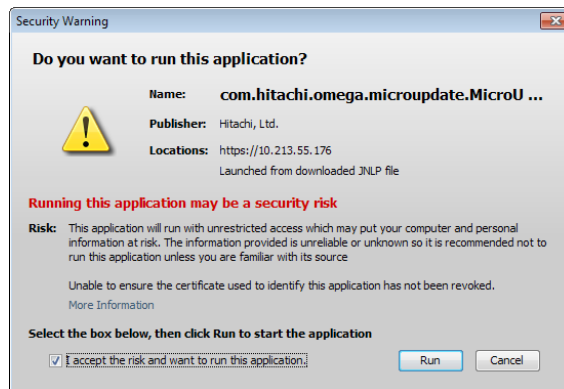 Security Warning
Do you want to run this application?
Name: com.hitachi.omega.microupdate.MicroU ...
Publisher: Hitachi, Ltd.
Locations: https://10.213.55.176
Launched from downloaded JNLP file
Running this application may be a security risk
Risk: This application will run with unrestricted access which may put your computer and personal
information at risk. The information provided is unreliable or unknown so it is recommended not to
run this application unless you are familiar with its source
Unable to ensure the certificate used to identify this application has not been revoked.
More Information
Select the box below, then click Run to start the application
I accept the risk and want to run this application. Run Cancel